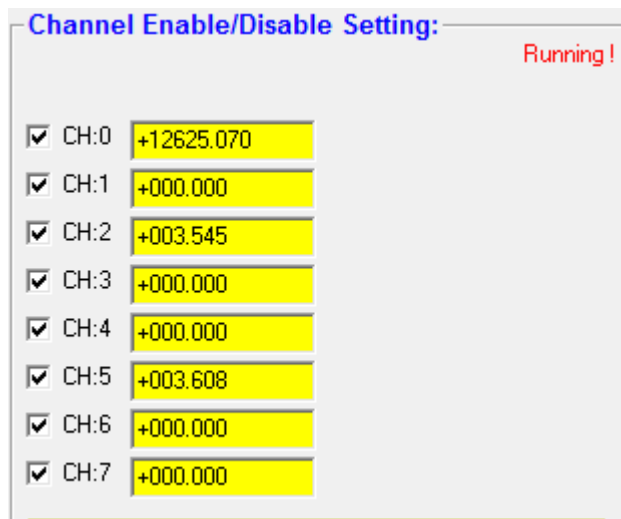 Channel Enable/Disable Setting:
Running !
CH:0 +12625.070
CH:1 +000.000
CH:2 +003.545
CH:3 +000.000
CH:4 +000.000
CH:5 +003.608
CH:6 +000.000
CH:7 +000.000